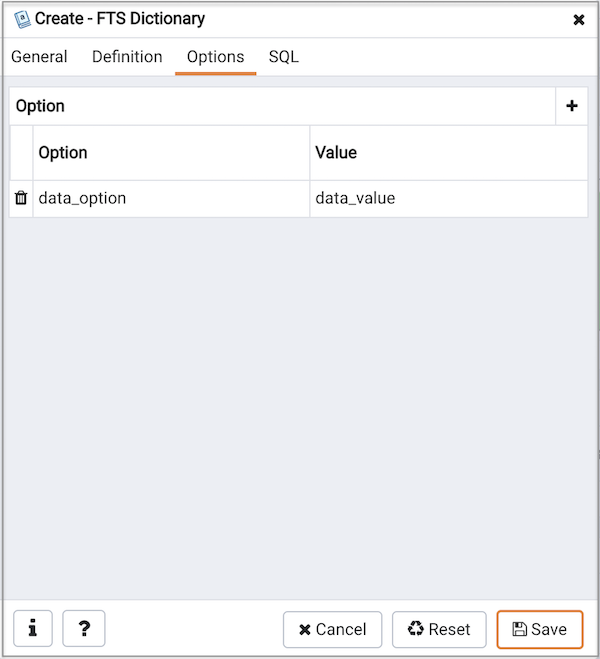 Create - FTS Dictionary
General Definition Options SQL
Option
Option Value
data_option data_value
i ? Cancel Reset Save